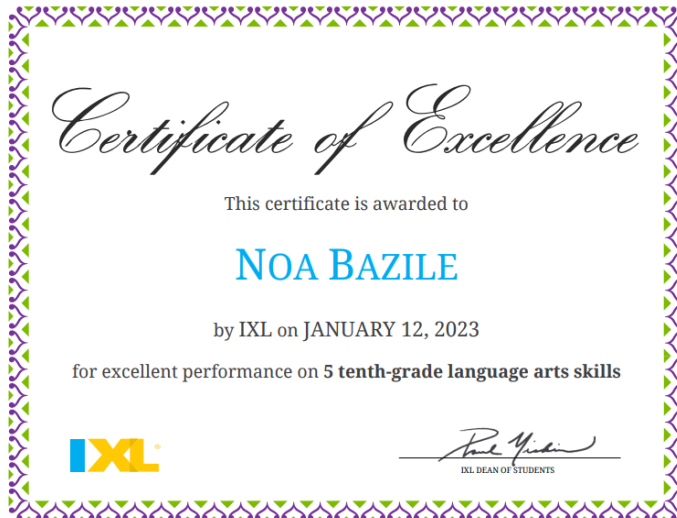 Certificate of Excellence
This certificate is awarded to
NOA BAZILE
by IXL on JANUARY 12, 2023
for excellent performance on 5 tenth-grade language arts skills
IXL
IXL DEAN OF STUDENTS